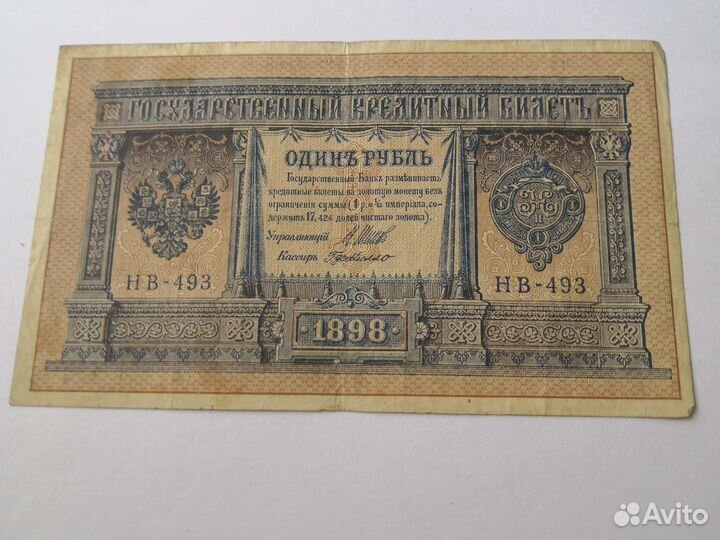 ГОСУДАРСТВЕННЫЙ КРЕДИТНЫЙ БИЛЕТЪ
ОДИНЪ РУБЛЬ
Государственный Банкъ размѣниваетъ
кредитные билеты на золотую монету безъ
ограниченія суммы (1 р. = 1/15 имперіала, со-
держитъ 17,424 долей чистаго золота).
Управляющій
Кассиръ
НВ-493
НВ-493
1898
Avito